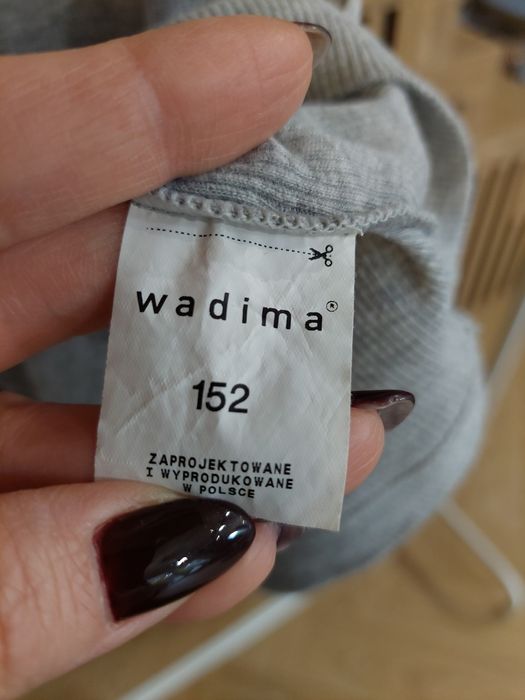 wadima®
152
ZAPROJEKTOWANE
I WYPRODUKOWANE
W POLSCE